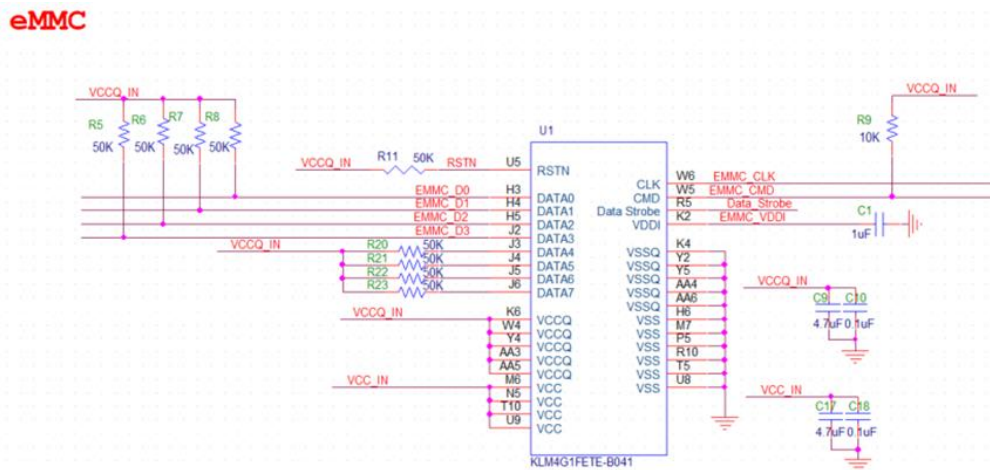 eMMC
VCCQ_IN
R5 R6 R7 R8
50K 50K 50K 50K
VCCQ_IN R11 50K RSTN U5
EMMC_D0 H3
EMMC_D1 H4
EMMC_D2 H5
EMMC_D3 J2
VCCQ_IN R20 50K J3
R21 50K J4
R22 50K J5
R23 50K J6
VCCQ_IN K6
W4
Y4
AA3
AA5
VCC_IN M6
N5
T10
U9
U1
RSTN
DATA0
DATA1
DATA2
DATA3
DATA4
DATA5
DATA6
DATA7
VCCQ
VCCQ
VCCQ
VCCQ
VCCQ
VCC
VCC
VCC
VCC
CLK
CMD
Data Strobe
VDDI
VSSQ
VSSQ
VSSQ
VSSQ
VSSQ
VSS
VSS
VSS
VSS
VSS
VSS
KLM4G1FETE-B041
W6 EMMC_CLK
W5 EMMC_CMD
R5 Data_Strobe
K2 EMMC_VDDI
K4
Y2
Y5
AA4
AA6
H6
M7
P5
R10
T5
U8
VCCQ_IN
R9
10K
C1
1uF
VCCQ_IN
C9 C10
4.7uF 0.1uF
VCC_IN
C17 C18
4.7uF 0.1uF